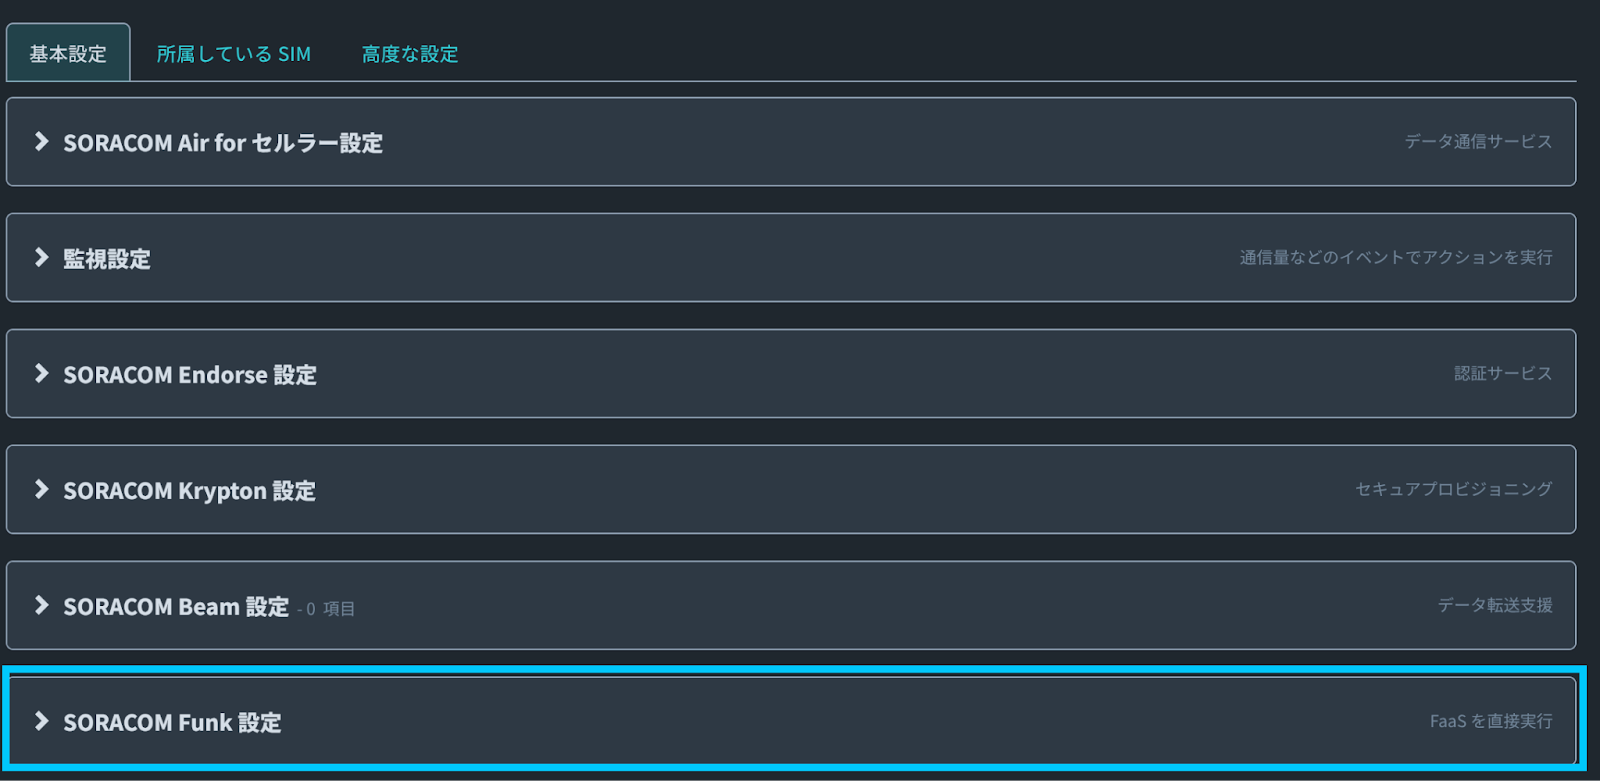 基本設定 所属している SIM 高度な設定
SORACOM Air for セルラー設定 データ通信サービス
監視設定 通信量などのイベントでアクションを実行
SORACOM Endorse 設定 認証サービス
SORACOM Krypton 設定 セキュアプロビジョニング
SORACOM Beam 設定 - 0 項目 データ転送支援
SORACOM Funk 設定 FaaS を直接実行